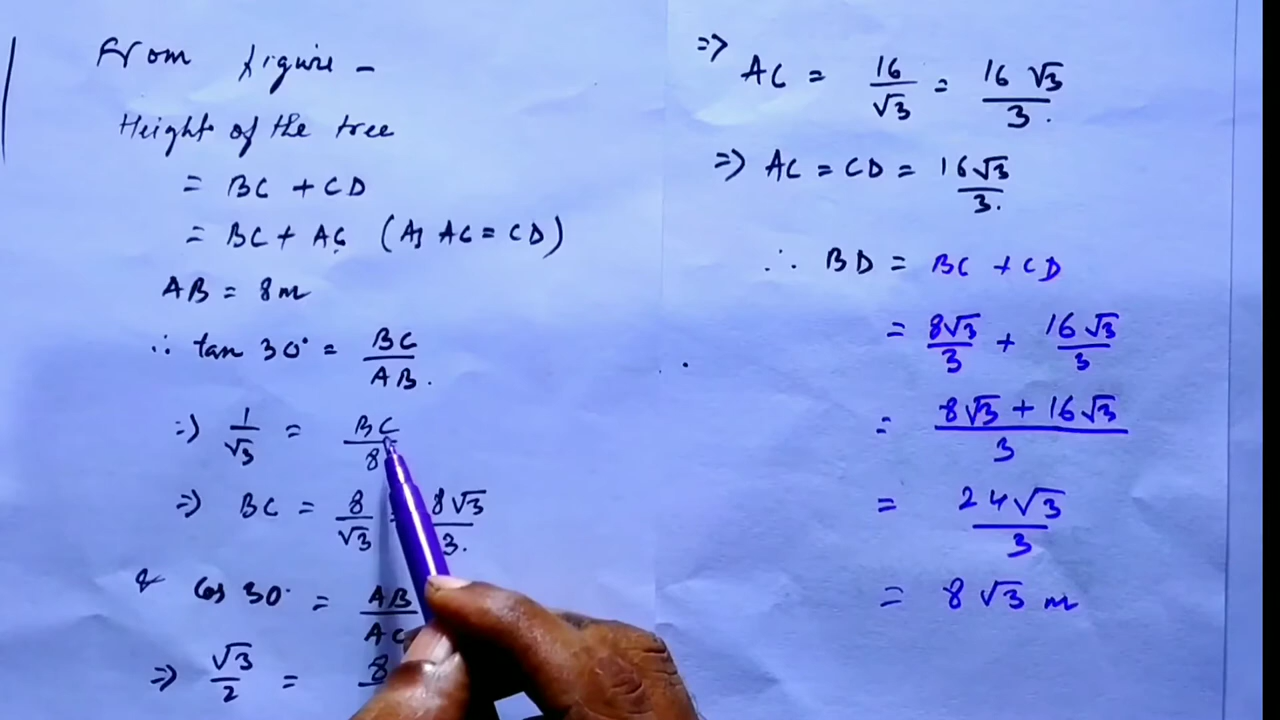 From figure -
Height of the tree
= BC + CD
= BC + AC (As AC = CD)
AB = 8m
∴ tan 30° = BC/AB.
⇒ 1/√3 = BC/8
⇒ BC = 8/√3 = 8√3/3.
& Cos 30° = AB/AC
⇒ √3/2 = 8
⇒ AC = 16/√3 = 16√3/3.
⇒ AC = CD = 16√3/3.
∴ BD = BC + CD
= 8√3/3 + 16√3/3
= (8√3 + 16√3)/3
= 24√3/3
= 8√3 m